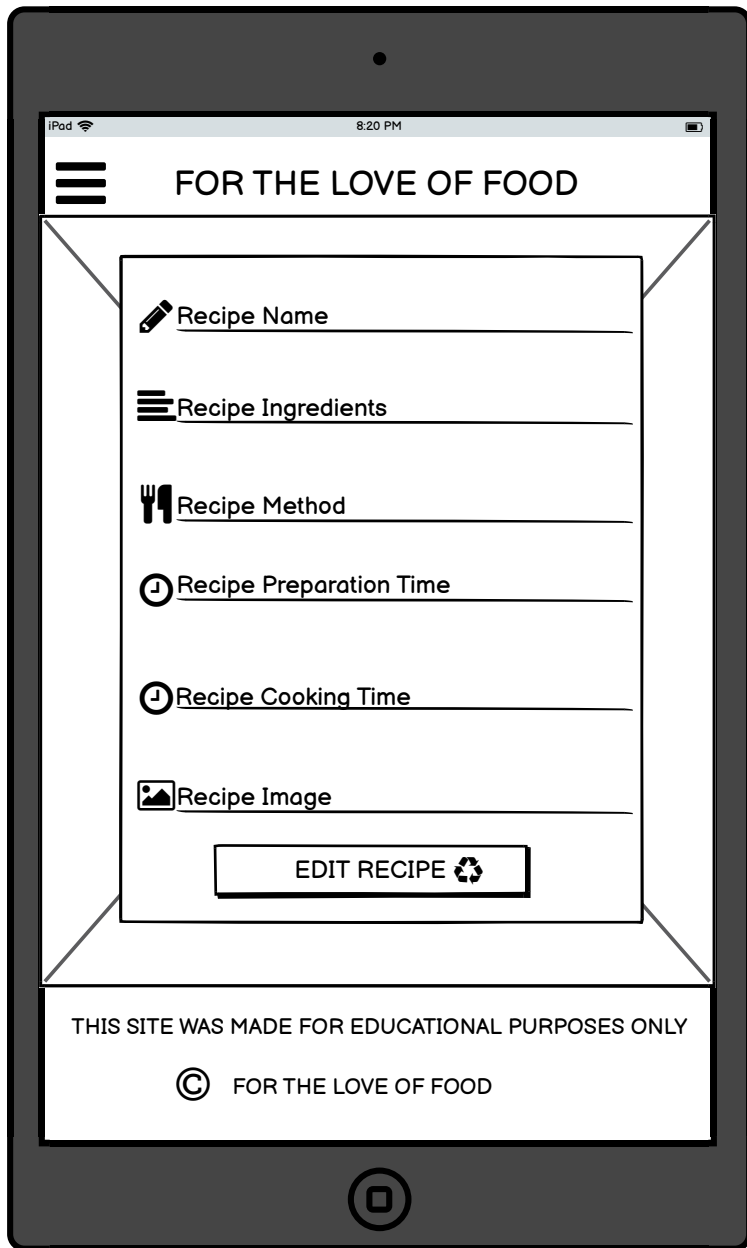 iPad 8:20 PM
FOR THE LOVE OF FOOD
Recipe Name
Recipe Ingredients
Recipe Method
Recipe Preparation Time
Recipe Cooking Time
Recipe Image
EDIT RECIPE
THIS SITE WAS MADE FOR EDUCATIONAL PURPOSES ONLY
© FOR THE LOVE OF FOOD